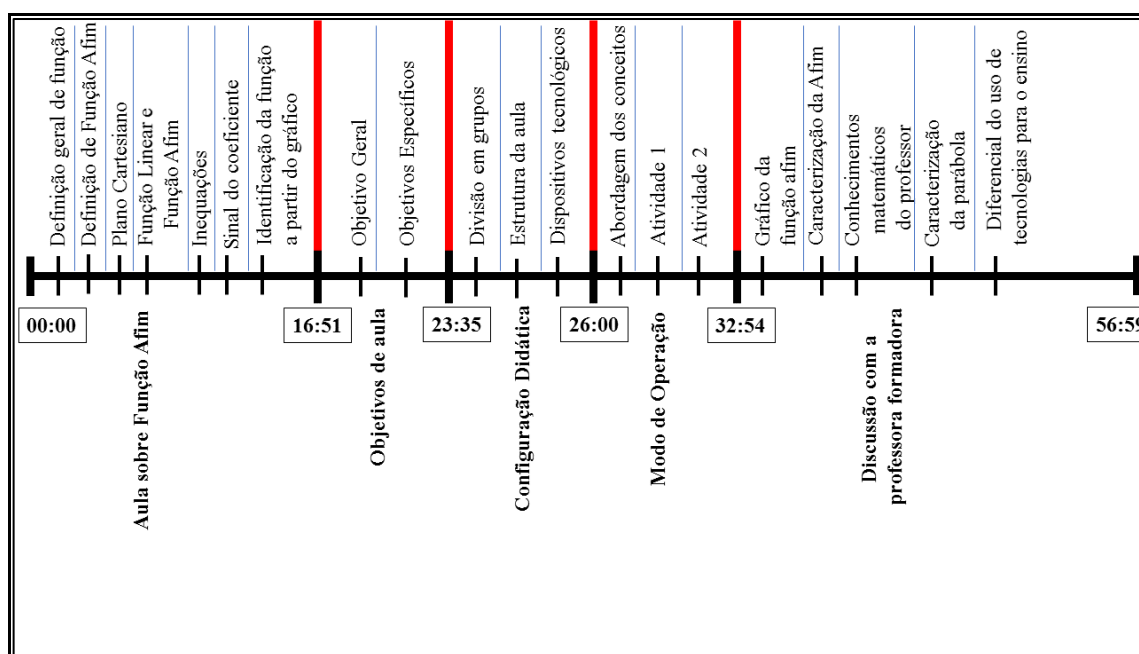 Definição geral de função
Definição de Função Afim
Plano Cartesiano
Função Linear e
Função Afim
Inequações
Sinal do coeficiente
Identificação da função
a partir do gráfico
Objetivo Geral
Objetivos Específicos
Divisão em grupos
Estrutura da aula
Dispositivos tecnológicos
Abordagem dos conceitos
Atividade 1
Atividade 2
Gráfico da
função afim
Caracterização da Afim
Conhecimentos
matemáticos
do professor
Caracterização
da parábola
Diferencial do uso de
tecnologias para o ensino
00:00
16:51
23:35
26:00
32:54
56:59
Aula sobre Função Afim
Objetivos de aula
Configuração Didática
Modo de Operação
Discussão com a
professora formadora